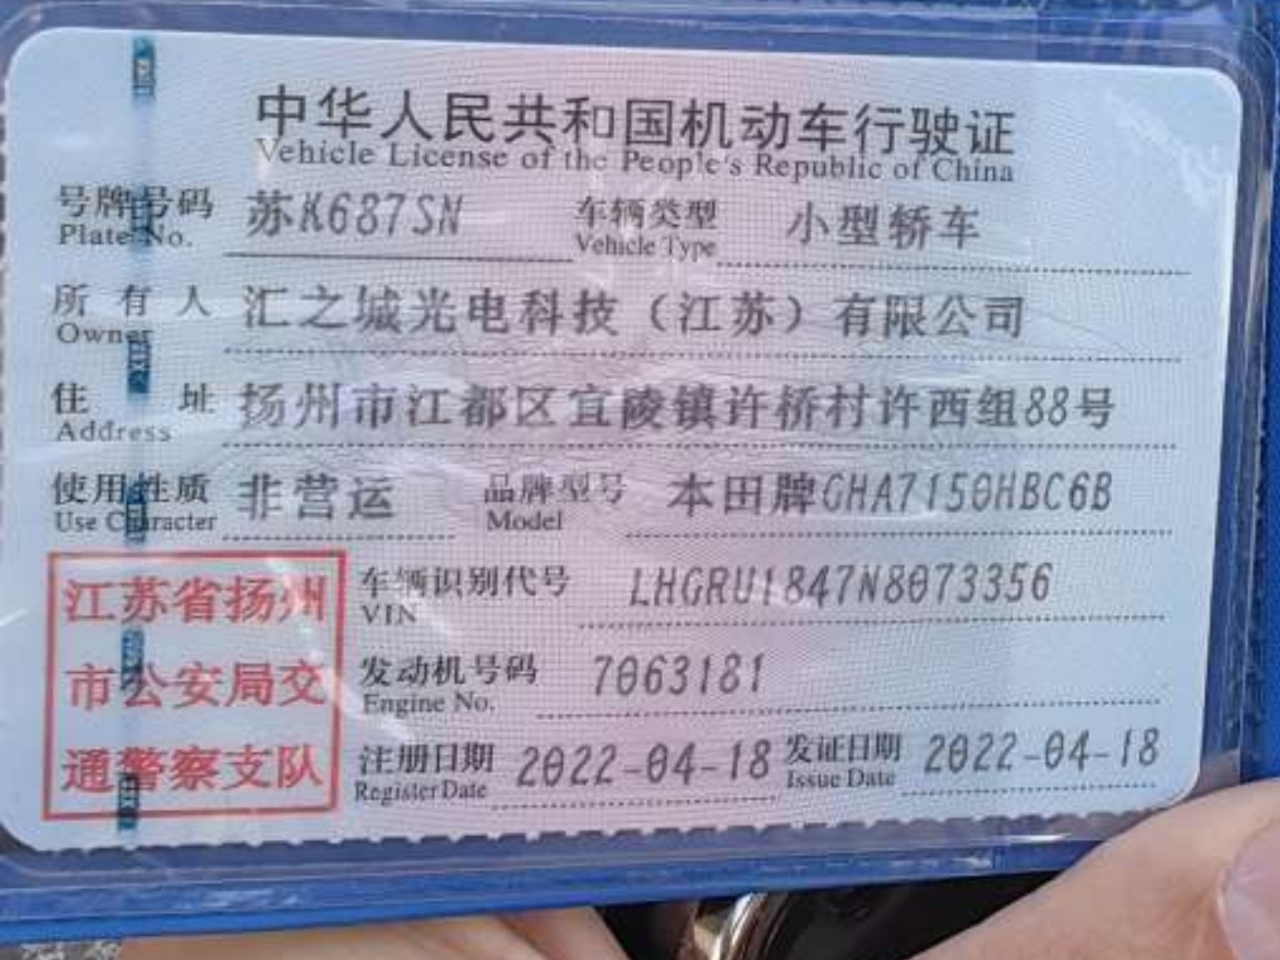 中华人民共和国机动车行驶证
Vehicle License of the People's Republic of China
号牌号码 苏K687SN 车辆类型 小型轿车
Plate No. Vehicle Type
所有人 汇之城光电科技（江苏）有限公司
Owner
住址 扬州市江都区宜陵镇许桥村许西组88号
Address
使用性质 非营运 品牌型号 本田牌GHA7150HBC6B
Use Character Model
江苏省扬州
市公安局交
通警察支队
车辆识别代号 LHGRU1847N8073356
VIN
发动机号码 7063181
Engine No.
注册日期 2022-04-18 发证日期 2022-04-18
Register Date Issue Date